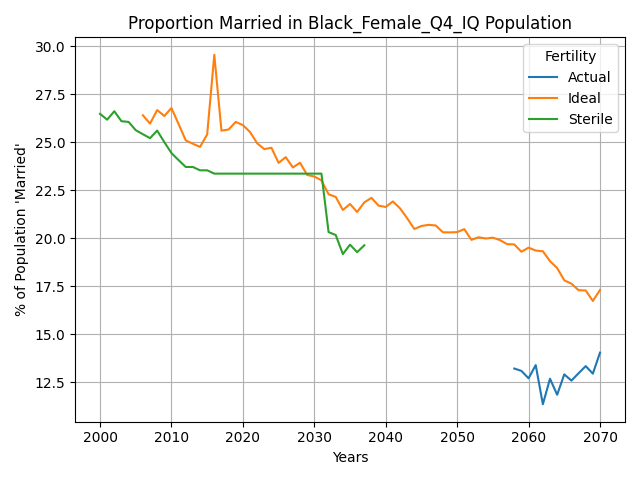 Proportion Married in Black_Female_Q4_IQ Population
% of Population 'Married'
30.0
27.5
25.0
22.5
20.0
17.5
15.0
12.5
Fertility
Actual
Ideal
Sterile
2000 2010 2020 2030 2040 2050 2060 2070
Years